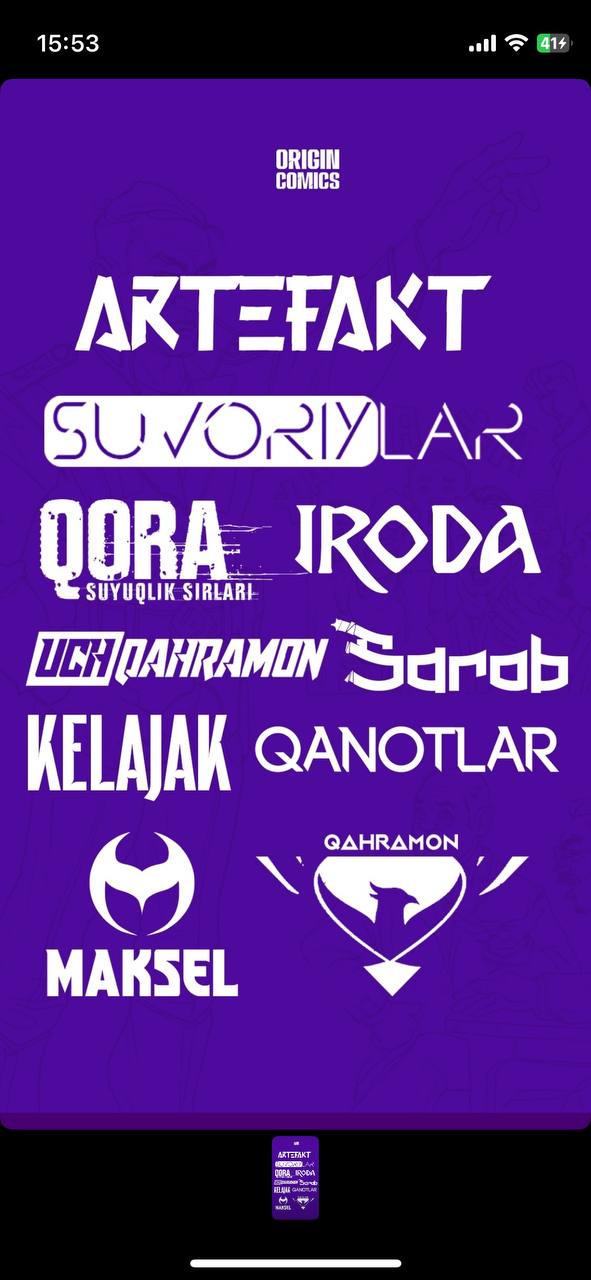 15:53
41
ORIGIN
COMICS
ARTEFAKT
SUVORIYLAR
QORA
SUYUQLIK SIRLARI
IRODA
UCH QAHRAMON
Sarob
KELAJAK
QANOTLAR
MAKSEL
QAHRAMON